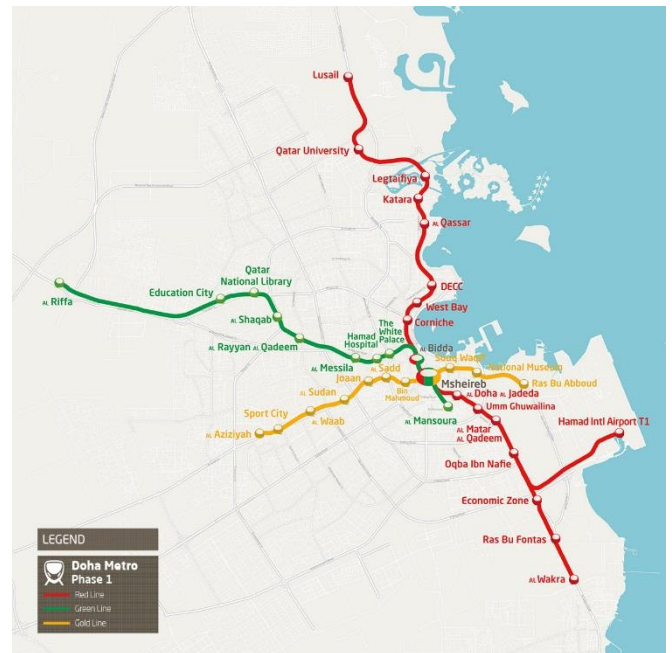 Lusail
Qatar University
Legtaifiya
Katara
AL Qassar
DECC
West Bay
Corniche
AL Bidda
Qatar
National Library
Education City
AL Riffa
AL Shaqab
AL Rayyan AL Qadeem
AL Messila
Hamad
Hospital
The
White
Palace
AL Sadd
Joaan
AL Sudan
Bin
Mahmoud
Souq Waqif
National Museum
Ras Bu Abboud
Msheireb
AL Doha AL Jadeda
Umm Ghuwailina
AL Mansoura
Sport City
AL Waab
AL Aziziyah
AL Matar
AL Qadeem
Hamad Intl Airport T1
Oqba Ibn Nafie
Economic Zone
Ras Bu Fontas
AL Wakra
LEGEND
Doha Metro
Phase 1
Red Line
Green Line
Gold Line